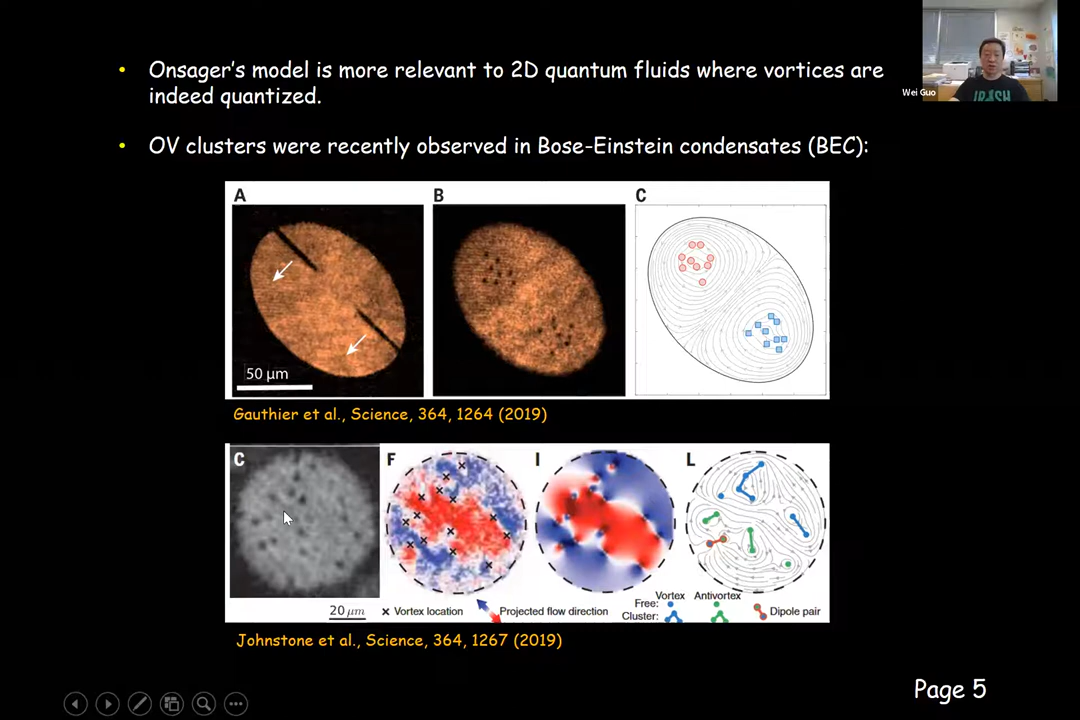 • Onsager's model is more relevant to 2D quantum fluids where vortices are
indeed quantized.
Wei Guo
IRISH
• OV clusters were recently observed in Bose-Einstein condensates (BEC):
A B C
50 μm
Gauthier et al., Science, 364, 1264 (2019)
C F I L
20 μm
× Vortex location
Projected flow direction
Vortex Antivortex
Free:
Cluster:
Dipole pair
Johnstone et al., Science, 364, 1267 (2019)
Page 5